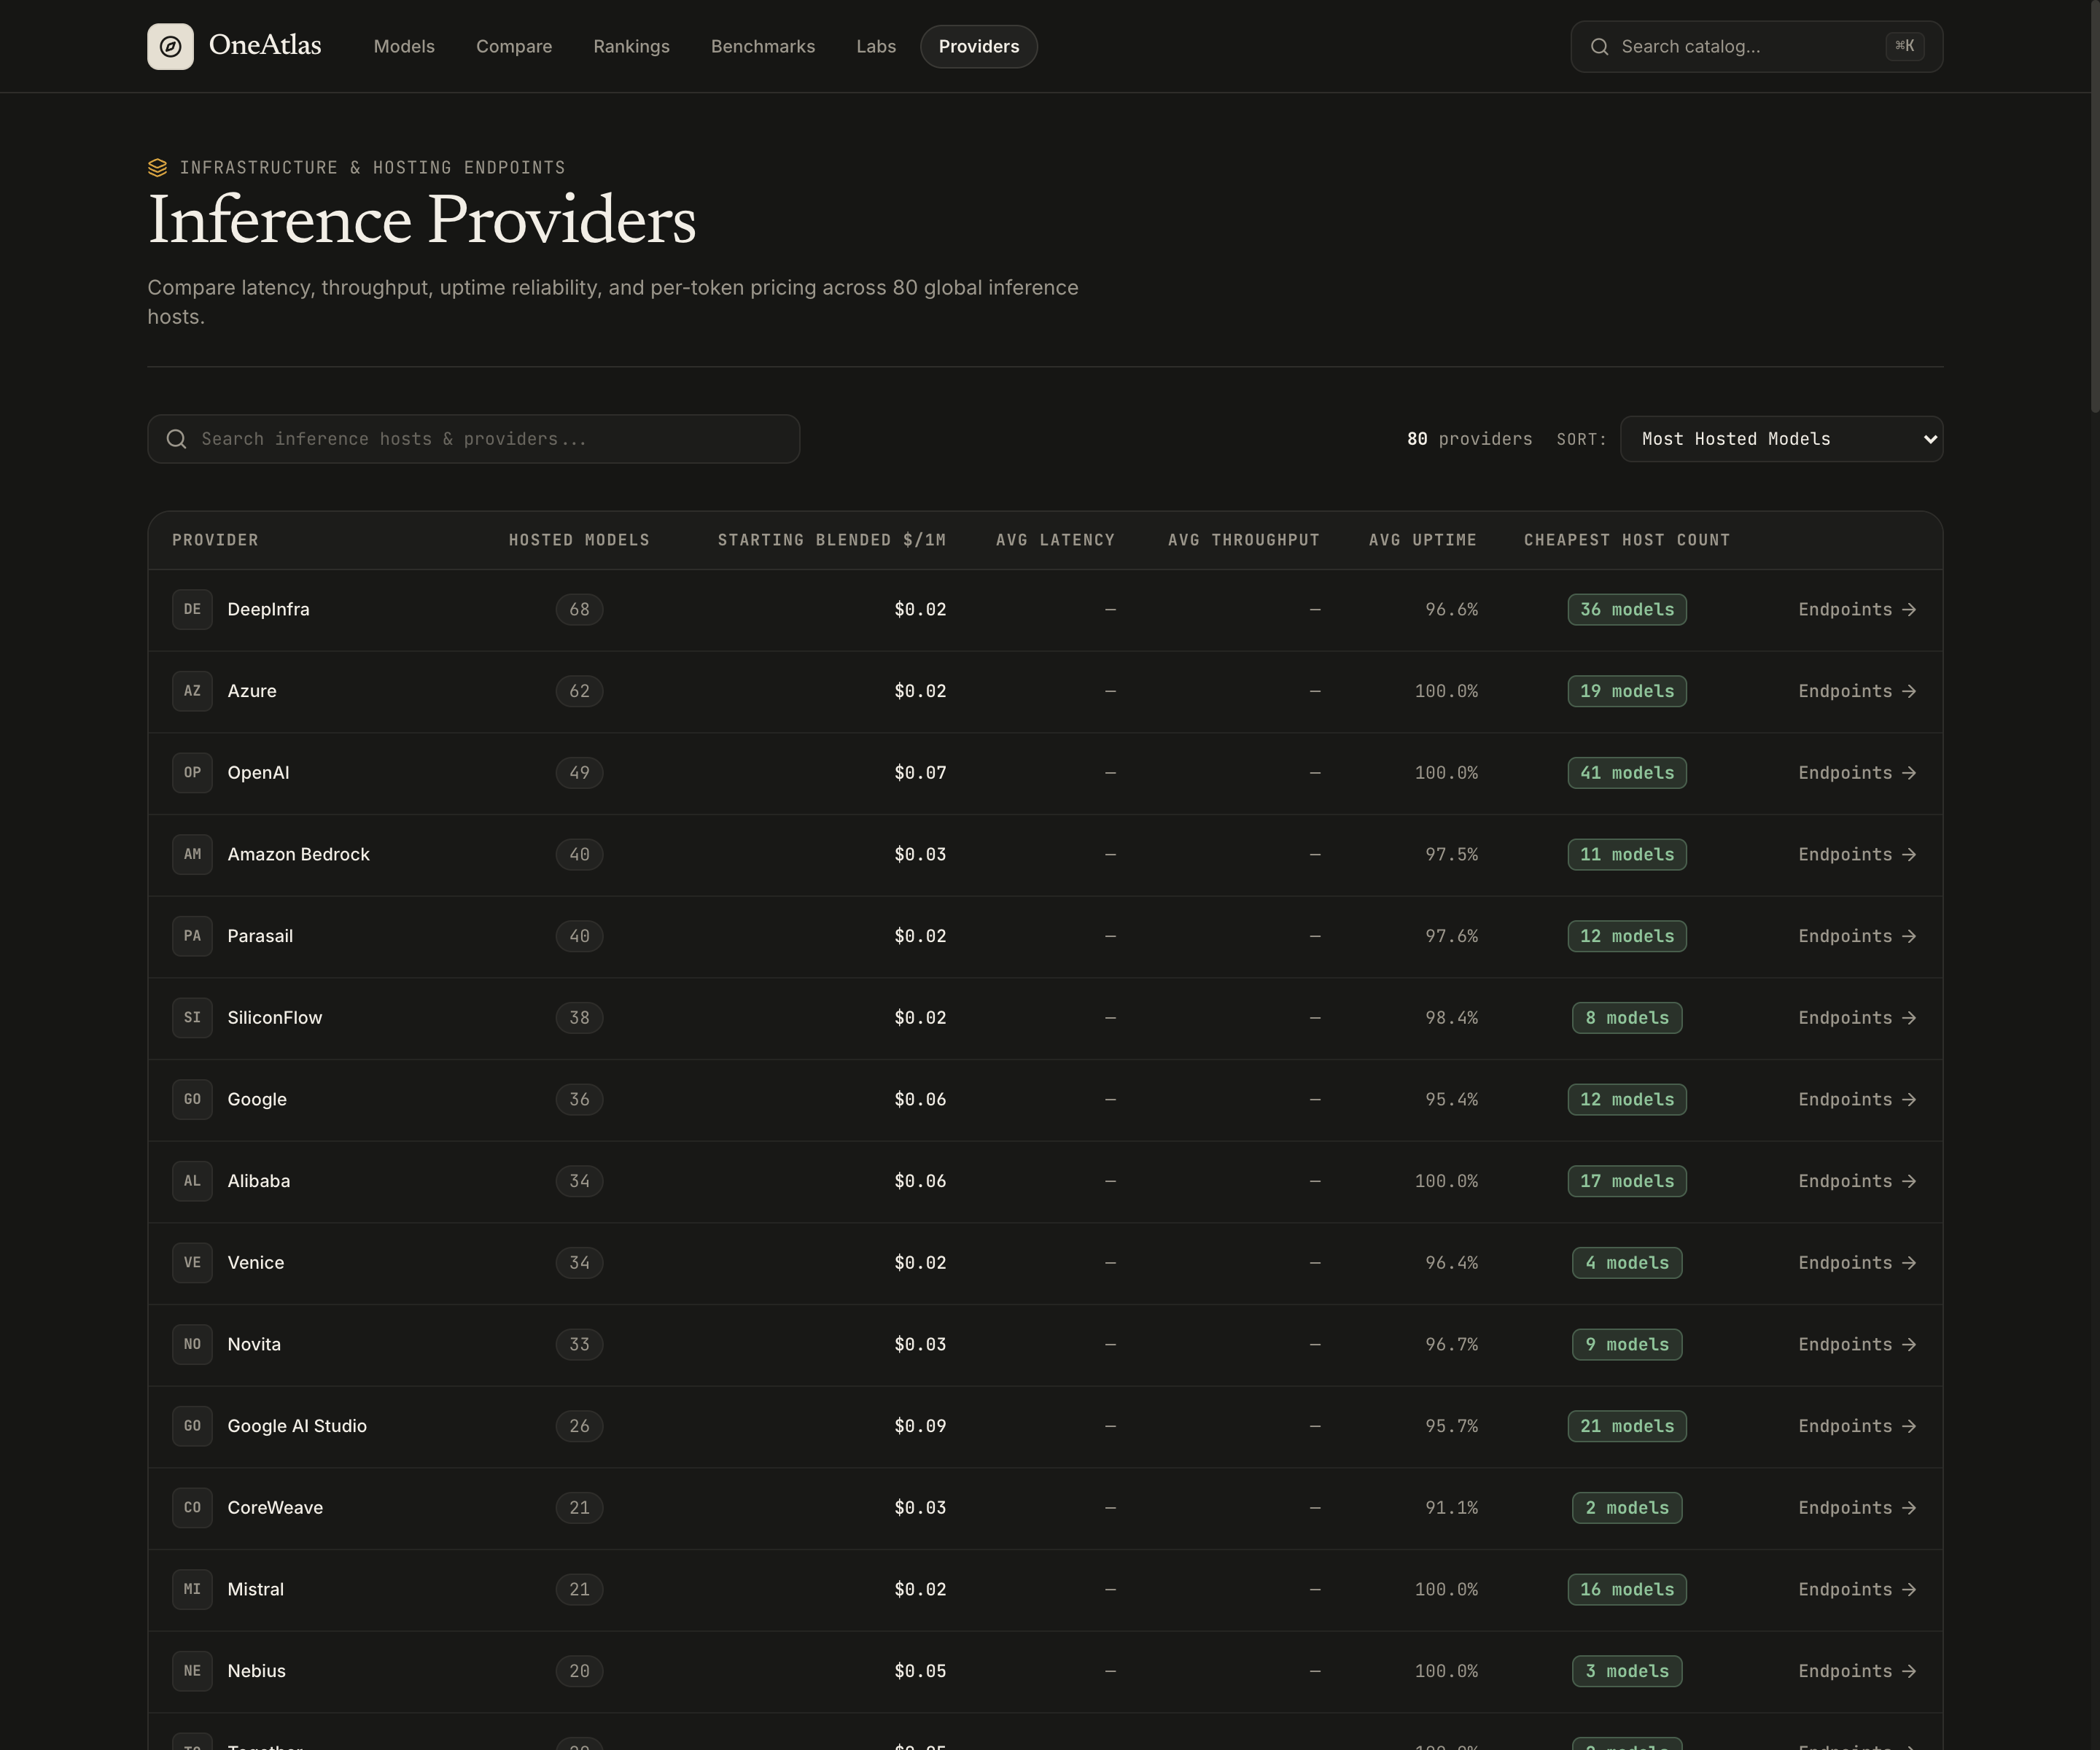 OneAtlas
Models Compare Rankings Benchmarks Labs Providers
Search catalog... ⌘K
INFRASTRUCTURE & HOSTING ENDPOINTS
Inference Providers
Compare latency, throughput, uptime reliability, and per-token pricing across 80 global inference
hosts.
Search inference hosts & providers...
80 providers SORT: Most Hosted Models
PROVIDER HOSTED MODELS STARTING BLENDED $/1M AVG LATENCY AVG THROUGHPUT AVG UPTIME CHEAPEST HOST COUNT
DE DeepInfra 68 $0.02 — — 96.6% 36 models Endpoints →
AZ Azure 62 $0.02 — — 100.0% 19 models Endpoints →
OP OpenAI 49 $0.07 — — 100.0% 41 models Endpoints →
AM Amazon Bedrock 40 $0.03 — — 97.5% 11 models Endpoints →
PA Parasail 40 $0.02 — — 97.6% 12 models Endpoints →
SI SiliconFlow 38 $0.02 — — 98.4% 8 models Endpoints →
GO Google 36 $0.06 — — 95.4% 12 models Endpoints →
AL Alibaba 34 $0.06 — — 100.0% 17 models Endpoints →
VE Venice 34 $0.02 — — 96.4% 4 models Endpoints →
NO Novita 33 $0.03 — — 96.7% 9 models Endpoints →
GO Google AI Studio 26 $0.09 — — 95.7% 21 models Endpoints →
CO CoreWeave 21 $0.03 — — 91.1% 2 models Endpoints →
MI Mistral 21 $0.02 — — 100.0% 16 models Endpoints →
NE Nebius 20 $0.05 — — 100.0% 3 models Endpoints →
Together